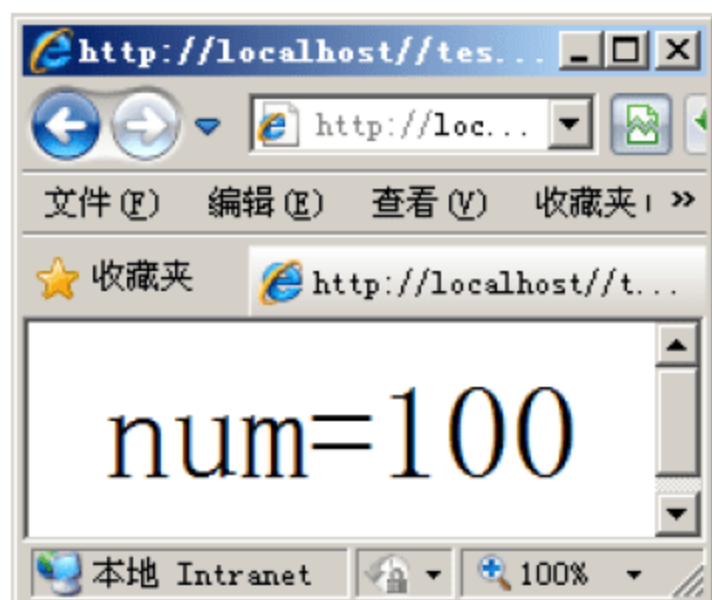 http://localhost//tes...
http://loc...
文件(F) 编辑(E) 查看(V) 收藏夹
收藏夹 http://localhost//t...
num=100
本地 Intranet 100%